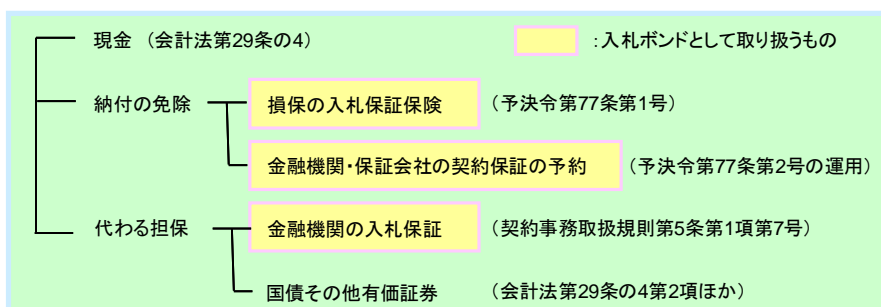 現金 （会計法第29条の4） ：入札ボンドとして取り扱うもの
納付の免除 損保の入札保証保険 （予決令第77条第1号）
金融機関・保証会社の契約保証の予約 （予決令第77条第2号の運用）
代わる担保 金融機関の入札保証 （契約事務取扱規則第5条第1項第7号）
国債その他有価証券 （会計法第29条の4第2項ほか）